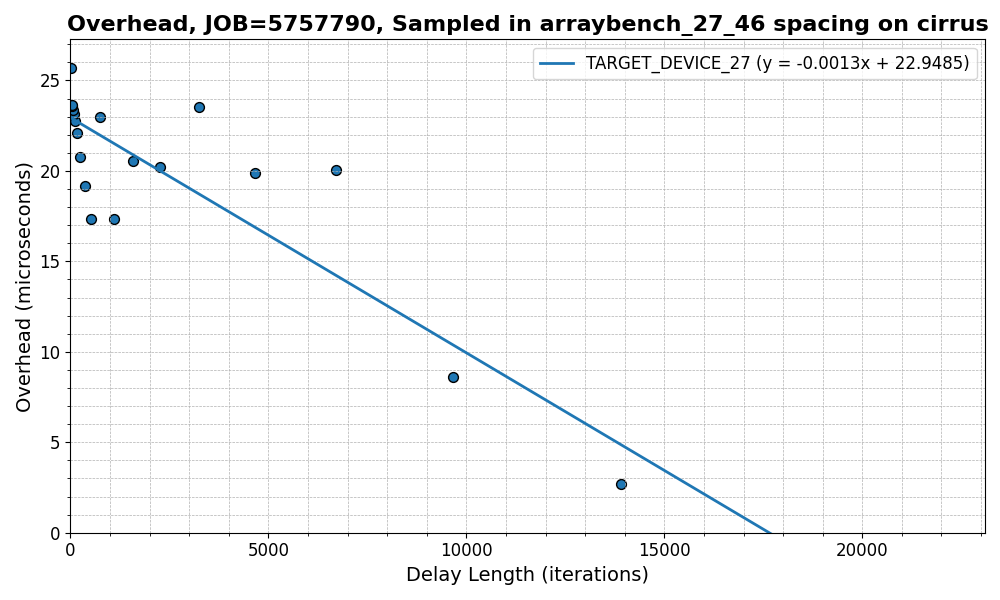 Overhead, JOB=5757790, Sampled in arraybench_27_46 spacing on cirrus
TARGET_DEVICE_27 (y = -0.0013x + 22.9485)
Overhead (microseconds)
25
20
15
10
5
0
0 5000 10000 15000 20000
Delay Length (iterations)